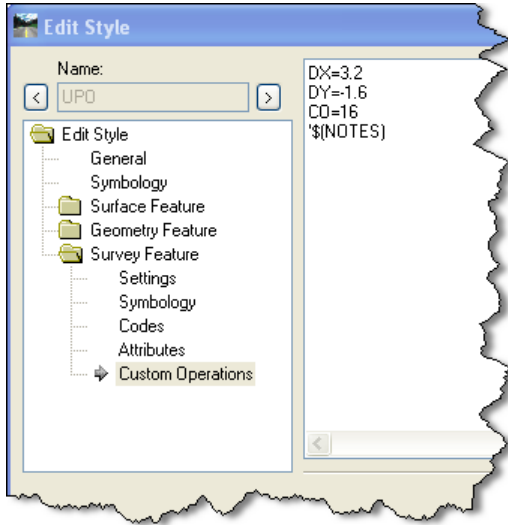 Edit Style
Name:
UPO
Edit Style
General
Symbology
Surface Feature
Geometry Feature
Survey Feature
Settings
Symbology
Codes
Attributes
Custom Operations
DX=3.2
DY=-1.6
CO=16
'$(NOTES)